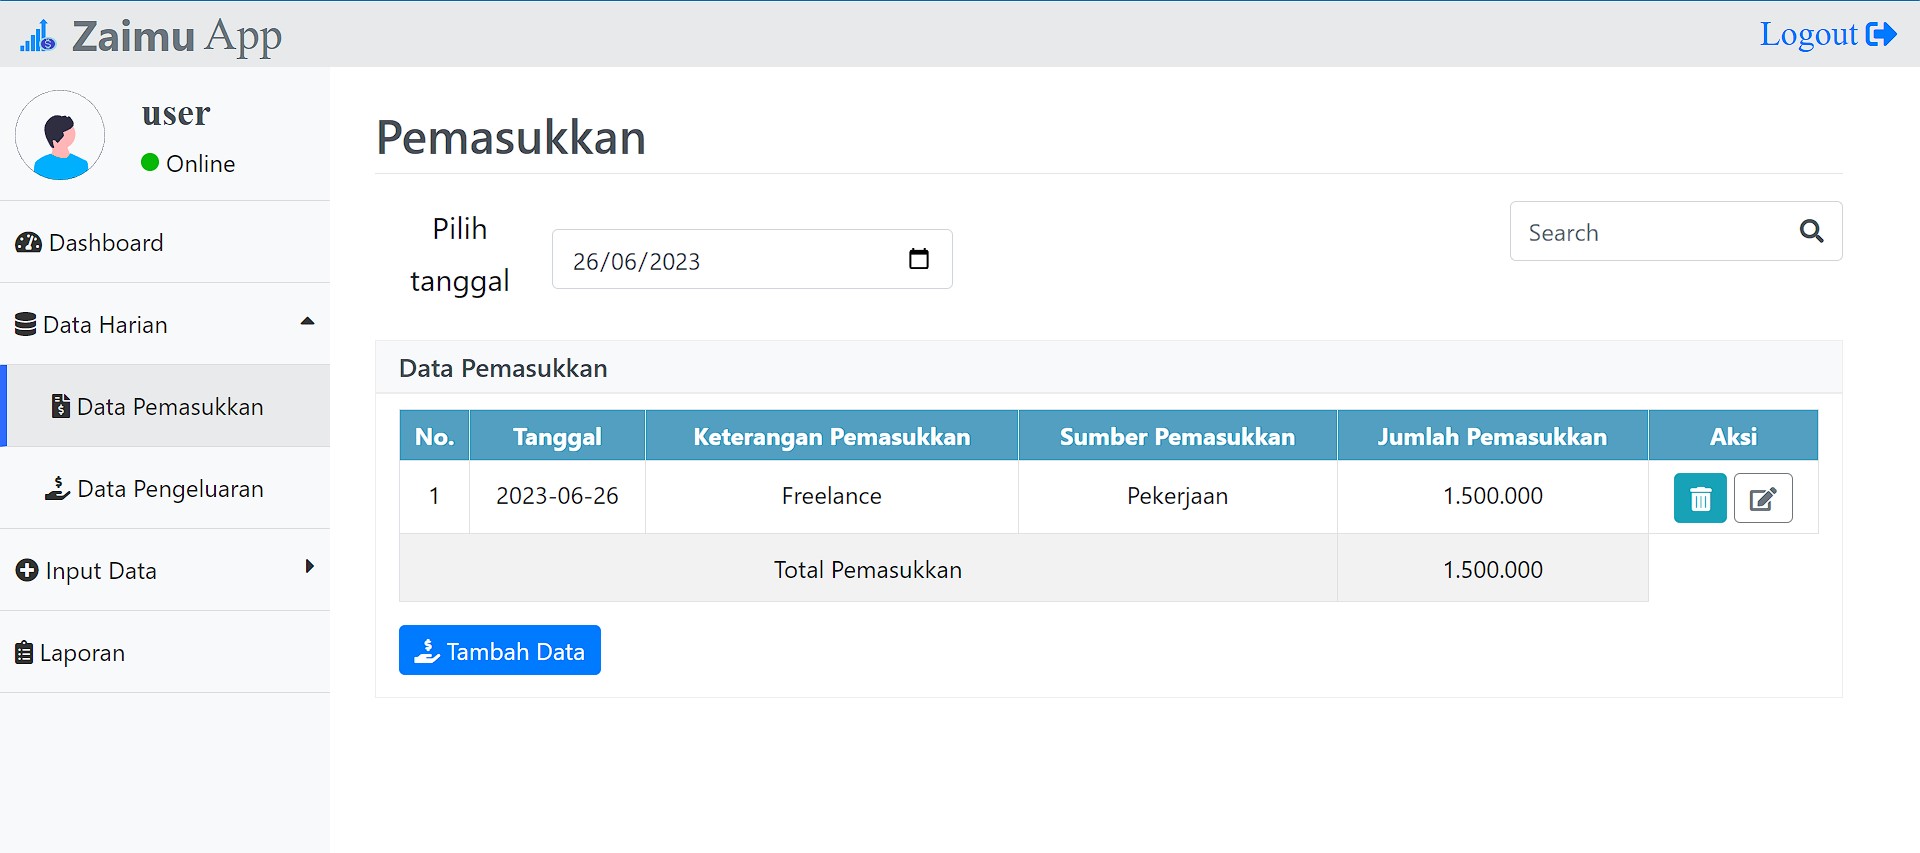 Zaimu App
Logout
user
Online
Dashboard
Data Harian
Data Pemasukkan
Data Pengeluaran
Input Data
Laporan
Pemasukkan
Pilih
tanggal
26/06/2023
Search
Data Pemasukkan
No. Tanggal Keterangan Pemasukkan Sumber Pemasukkan Jumlah Pemasukkan Aksi
1 2023-06-26 Freelance Pekerjaan 1.500.000
Total Pemasukkan 1.500.000
Tambah Data